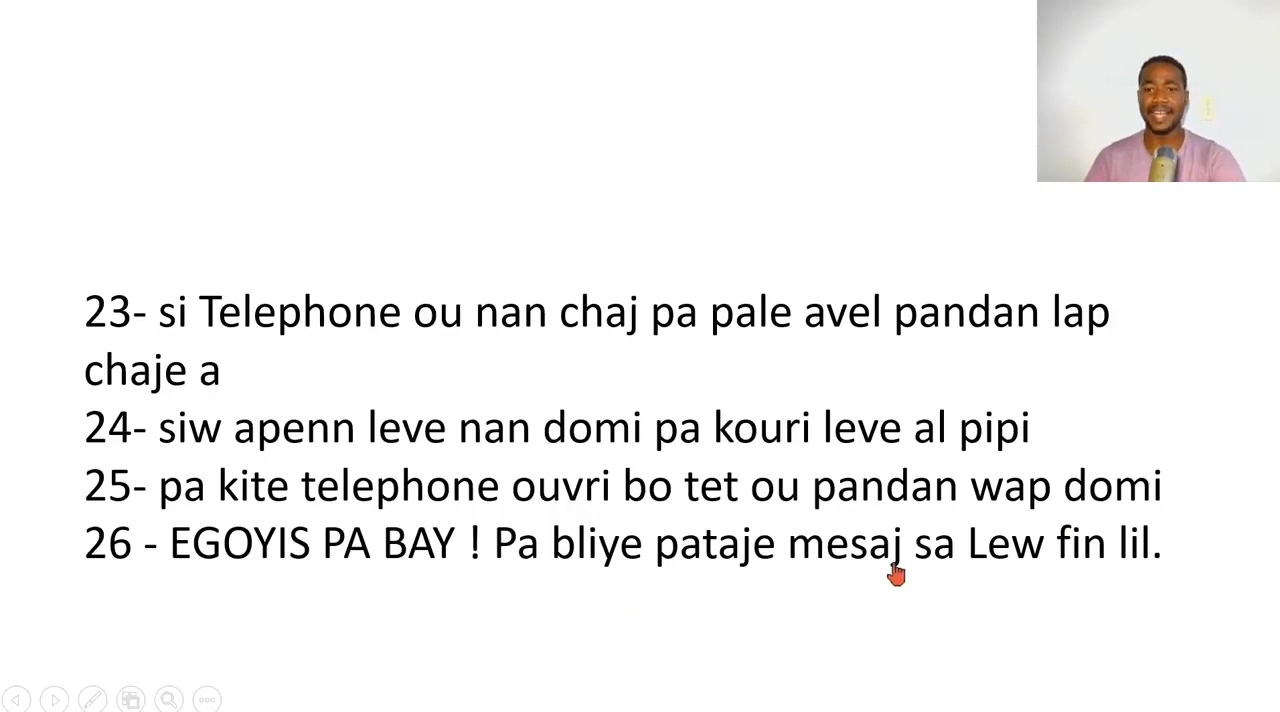 23- si Telephone ou nan chaj pa pale avel pandan lap
chaje a
24- siw apenn leve nan domi pa kouri leve al pipi
25- pa kite telephone ouvri bo tet ou pandan wap domi
26 - EGOYIS PA BAY ! Pa bliye pataje mesaj sa Lew fin lil.